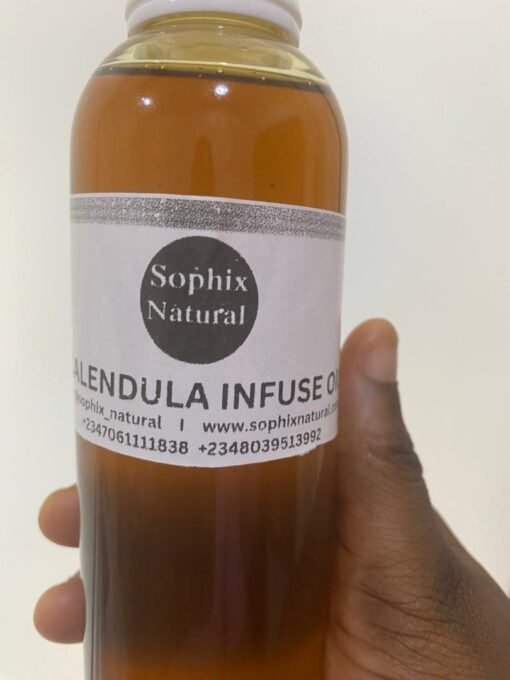 Sophix
Natural
ALENDULA INFUSE OI
@sophix_natural | www.sophixnatural.co
+2347061111838 +2348039513992